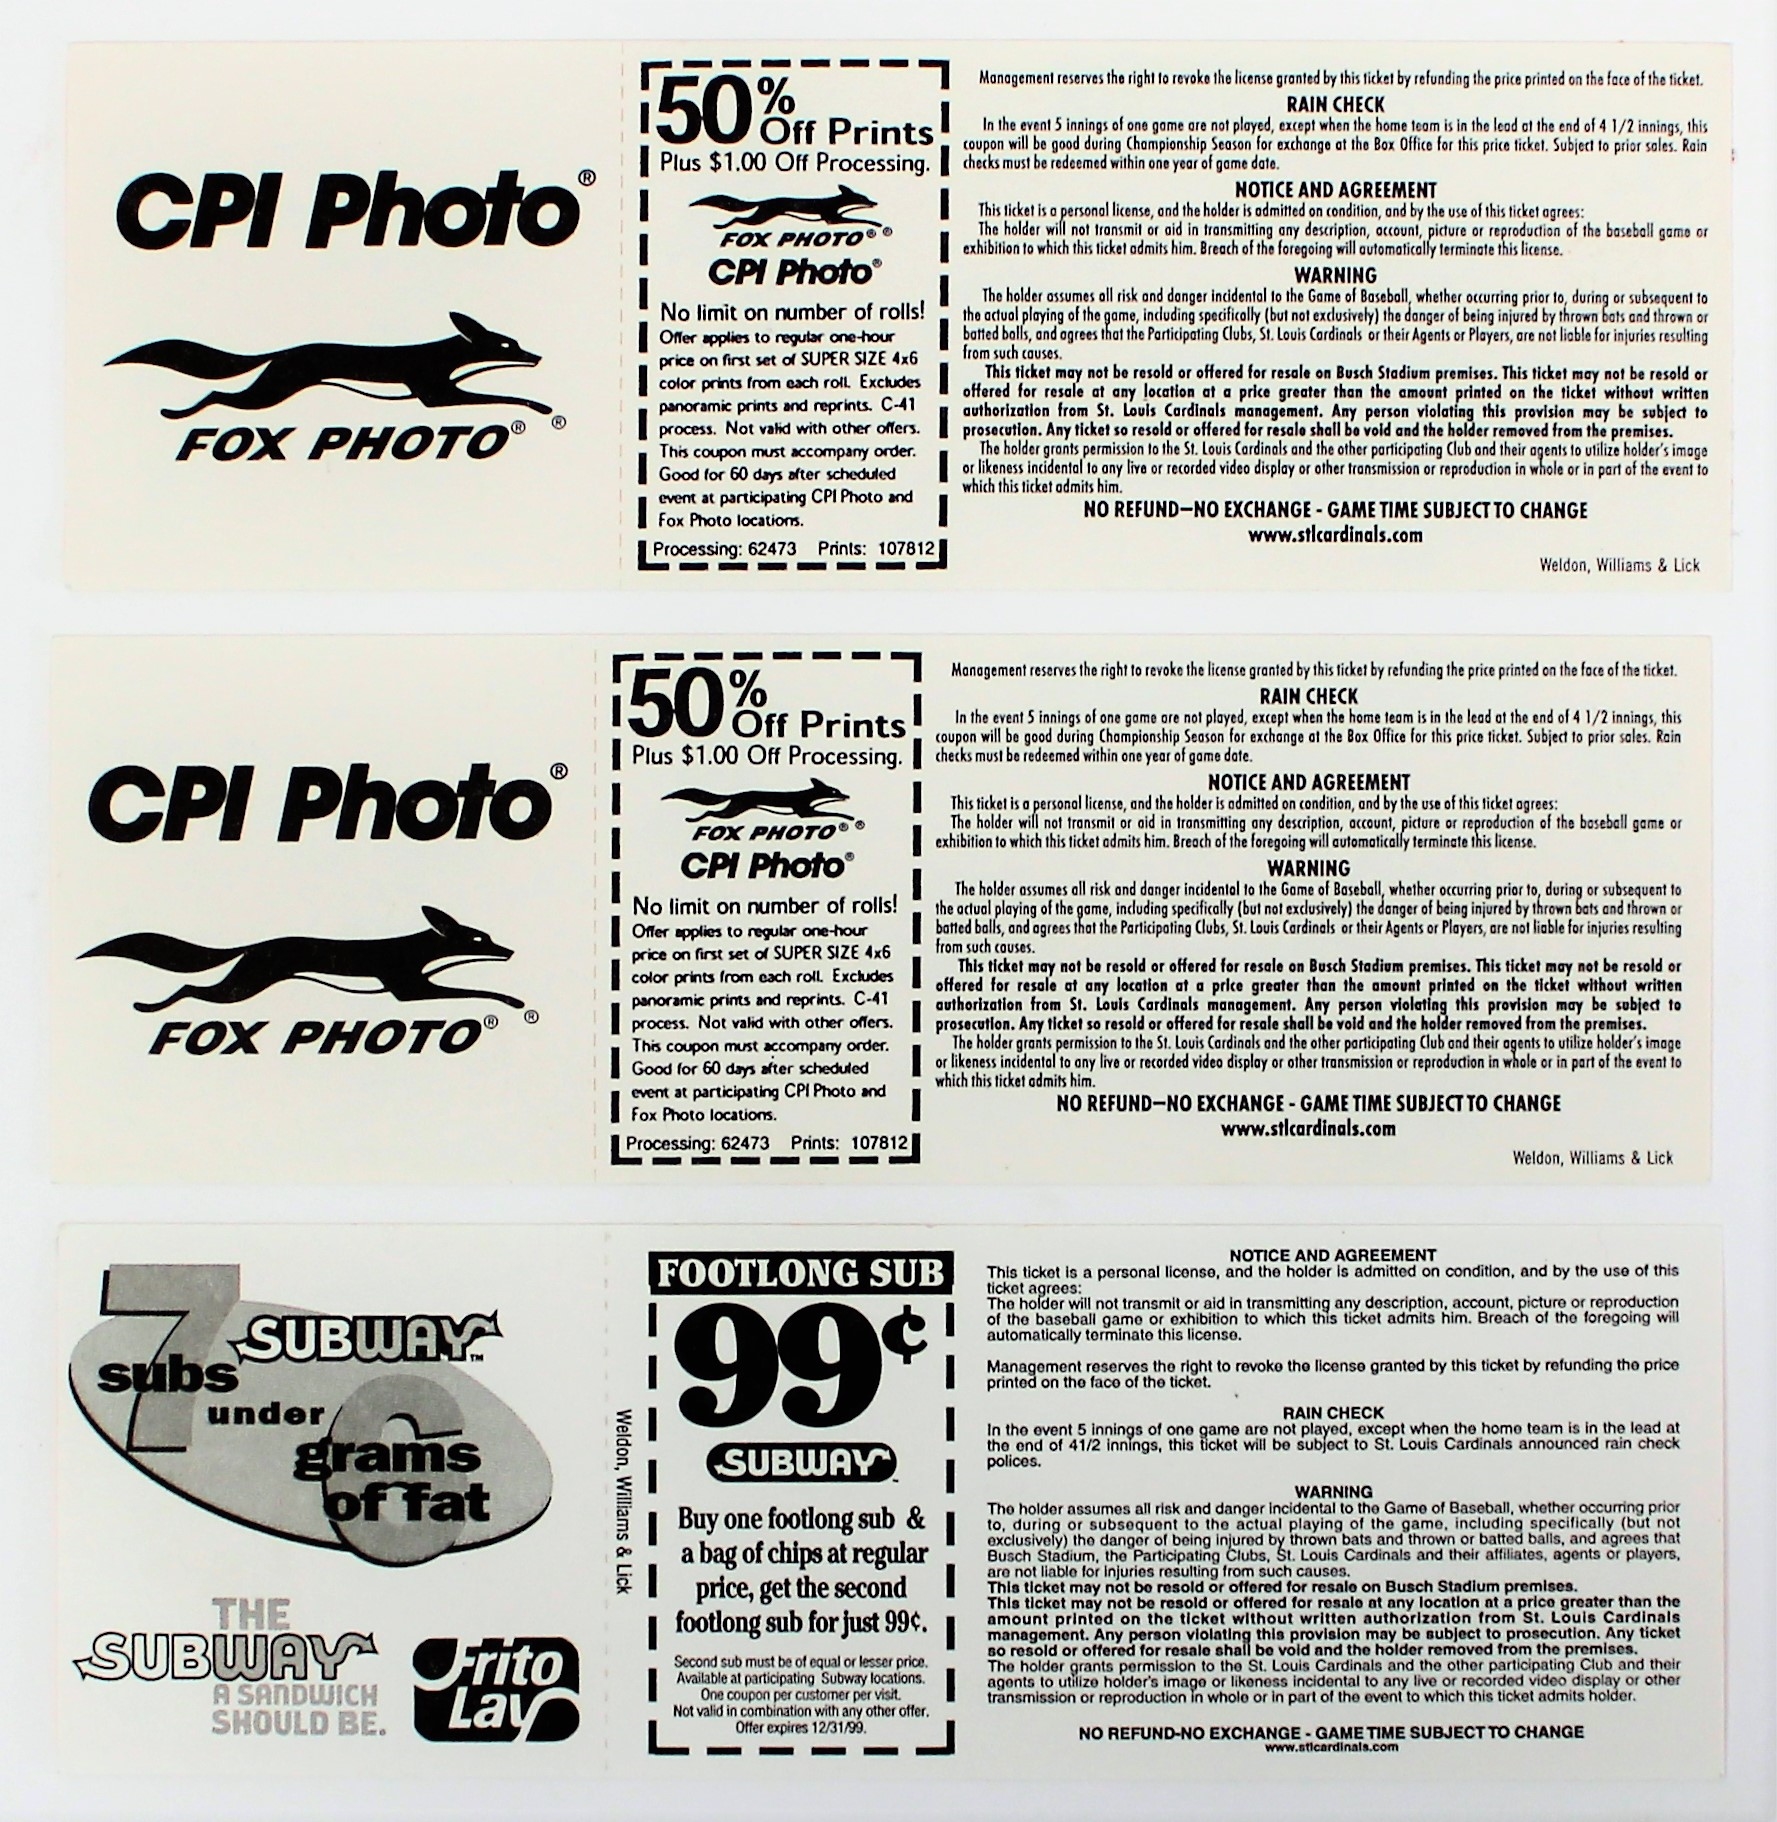 CPI Photo®
FOX PHOTO® ®
50%
Off Prints
Plus $1.00 Off Processing.
FOX PHOTO® ®
CPI Photo®
No limit on number of rolls!
Offer applies to regular one-hour
price on first set of SUPER SIZE 4x6
color prints from each roll. Excludes
panoramic prints and reprints. C-41
process. Not valid with other offers.
This coupon must accompany order.
Good for 60 days after scheduled
event at participating CPI Photo and
Fox Photo locations.
Processing: 62473 Prints: 107812
Management reserves the right to revoke the license granted by this ticket by refunding the price printed on the face of the ticket.
RAIN CHECK
In the event 5 innings of one game are not played, except when the home team is in the lead at the end of 4 1/2 innings, this
coupon will be good during Championship Season for exchange at the Box Office for this price ticket. Subject to prior sales. Rain
checks must be redeemed within one year of game date.
NOTICE AND AGREEMENT
This ticket is a personal license, and the holder is admitted on condition, and by the use of this ticket agrees:
The holder will not transmit or aid in transmitting any description, account, picture or reproduction of the baseball game or
exhibition to which this ticket admits him. Breach of the foregoing will automatically terminate this license.
WARNING
The holder assumes all risk and danger incidental to the Game of Baseball, whether occurring prior to, during or subsequent to
the actual playing of the game, including specifically (but not exclusively) the danger of being injured by thrown bats and thrown or
batted balls, and agrees that the Participating Clubs, St. Louis Cardinals or their Agents or Players, are not liable for injuries resulting
from such causes.
This ticket may not be resold or offered for resale on Busch Stadium premises. This ticket may not be resold or
offered for resale at any location at a price greater than the amount printed on the ticket without written
authorization from St. Louis Cardinals management. Any person violating this provision may be subject to
prosecution. Any ticket so resold or offered for resale shall be void and the holder removed from the premises.
The holder grants permission to the St. Louis Cardinals and the other participating Club and their agents to utilize holder's image
or likeness incidental to any live or recorded video display or other transmission or reproduction in whole or in part of the event to
which this ticket admits him.
NO REFUND—NO EXCHANGE - GAME TIME SUBJECT TO CHANGE
www.stlcardinals.com
Weldon, Williams & Lick
CPI Photo®
FOX PHOTO® ®
50%
Off Prints
Plus $1.00 Off Processing.
FOX PHOTO® ®
CPI Photo®
No limit on number of rolls!
Offer applies to regular one-hour
price on first set of SUPER SIZE 4x6
color prints from each roll. Excludes
panoramic prints and reprints. C-41
process. Not valid with other offers.
This coupon must accompany order.
Good for 60 days after scheduled
event at participating CPI Photo and
Fox Photo locations.
Processing: 62473 Prints: 107812
Management reserves the right to revoke the license granted by this ticket by refunding the price printed on the face of the ticket.
RAIN CHECK
In the event 5 innings of one game are not played, except when the home team is in the lead at the end of 4 1/2 innings, this
coupon will be good during Championship Season for exchange at the Box Office for this price ticket. Subject to prior sales. Rain
checks must be redeemed within one year of game date.
NOTICE AND AGREEMENT
This ticket is a personal license, and the holder is admitted on condition, and by the use of this ticket agrees:
The holder will not transmit or aid in transmitting any description, account, picture or reproduction of the baseball game or
exhibition to which this ticket admits him. Breach of the foregoing will automatically terminate this license.
WARNING
The holder assumes all risk and danger incidental to the Game of Baseball, whether occurring prior to, during or subsequent to
the actual playing of the game, including specifically (but not exclusively) the danger of being injured by thrown bats and thrown or
batted balls, and agrees that the Participating Clubs, St. Louis Cardinals or their Agents or Players, are not liable for injuries resulting
from such causes.
This ticket may not be resold or offered for resale on Busch Stadium premises. This ticket may not be resold or
offered for resale at any location at a price greater than the amount printed on the ticket without written
authorization from St. Louis Cardinals management. Any person violating this provision may be subject to
prosecution. Any ticket so resold or offered for resale shall be void and the holder removed from the premises.
The holder grants permission to the St. Louis Cardinals and the other participating Club and their agents to utilize holder's image
or likeness incidental to any live or recorded video display or other transmission or reproduction in whole or in part of the event to
which this ticket admits him.
NO REFUND—NO EXCHANGE - GAME TIME SUBJECT TO CHANGE
www.stlcardinals.com
Weldon, Williams & Lick
7
SUBWAY™
subs
under
6
grams
of fat
THE
SUBWAY
A SANDWICH
SHOULD BE.
Frito
Lay
Weldon, Williams & Lick
FOOTLONG SUB
99¢
SUBWAY™
Buy one footlong sub &
a bag of chips at regular
price, get the second
footlong sub for just 99¢.
Second sub must be of equal or lesser price.
Available at participating Subway locations.
One coupon per customer per visit.
Not valid in combination with any other offer.
Offer expires 12/31/99.
NOTICE AND AGREEMENT
This ticket is a personal license, and the holder is admitted on condition, and by the use of this
ticket agrees:
The holder will not transmit or aid in transmitting any description, account, picture or reproduction
of the baseball game or exhibition to which this ticket admits him. Breach of the foregoing will
automatically terminate this license.
Management reserves the right to revoke the license granted by this ticket by refunding the price
printed on the face of the ticket.
RAIN CHECK
In the event 5 innings of one game are not played, except when the home team is in the lead at
the end of 41/2 innings, this ticket will be subject to St. Louis Cardinals announced rain check
polices.
WARNING
The holder assumes all risk and danger incidental to the Game of Baseball, whether occurring prior
to, during or subsequent to the actual playing of the game, including specifically (but not
exclusively) the danger of being injured by thrown bats and thrown or batted balls, and agrees that
Busch Stadium, the Participating Clubs, St. Louis Cardinals and their affiliates, agents or players,
are not liable for injuries resulting from such causes.
This ticket may not be resold or offered for resale on Busch Stadium premises.
This ticket may not be resold or offered for resale at any location at a price greater than the
amount printed on the ticket without written authorization from St. Louis Cardinals
management. Any person violating this provision may be subject to prosecution. Any ticket
so resold or offered for resale shall be void and the holder removed from the premises.
The holder grants permission to the St. Louis Cardinals and the other participating Club and their
agents to utilize holder's image or likeness incidental to any live or recorded video display or other
transmission or reproduction in whole or in part of the event to which this ticket admits holder.
NO REFUND-NO EXCHANGE - GAME TIME SUBJECT TO CHANGE
www.stlcardinals.com